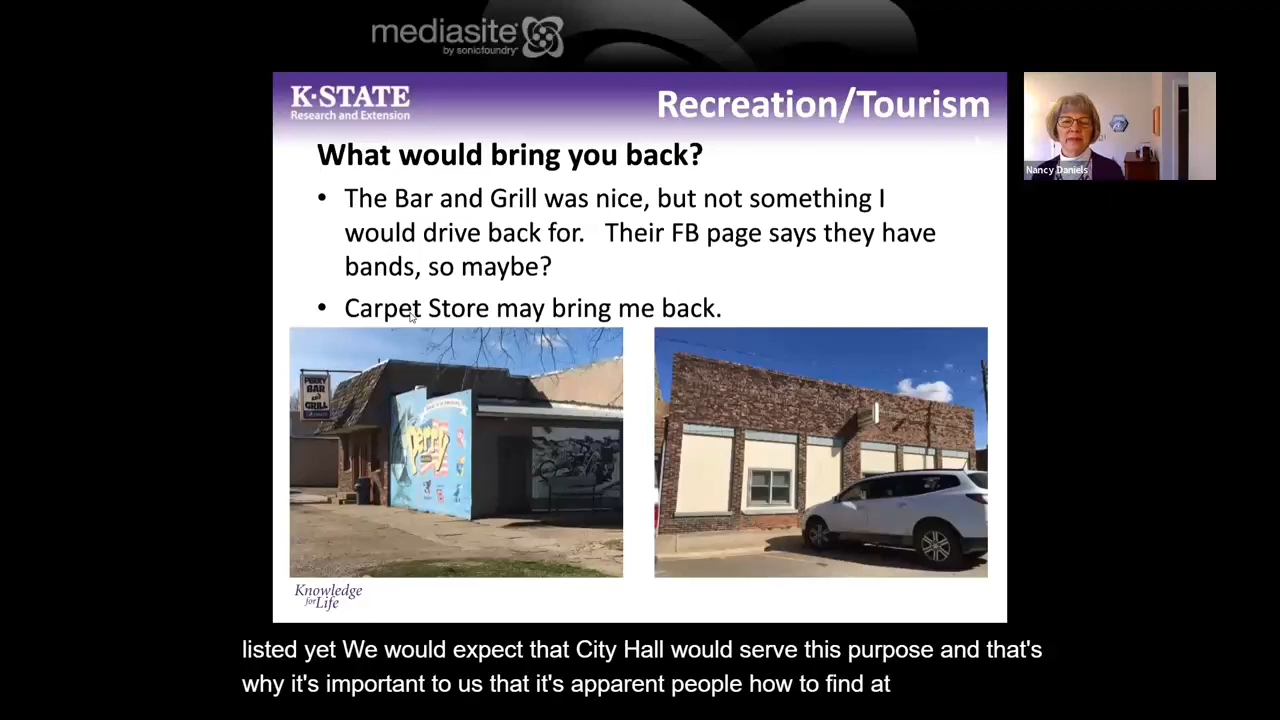 mediasite
by sonicfoundry
K-STATE
Research and Extension
Recreation/Tourism
What would bring you back?
• The Bar and Grill was nice, but not something I
would drive back for. Their FB page says they have
bands, so maybe?
• Carpet Store may bring me back.
PERRY
BAR
and
GRILL
Perry
Knowledge
for Life
Nancy Daniels
listed yet We would expect that City Hall would serve this purpose and that's
why it's important to us that it's apparent people how to find at